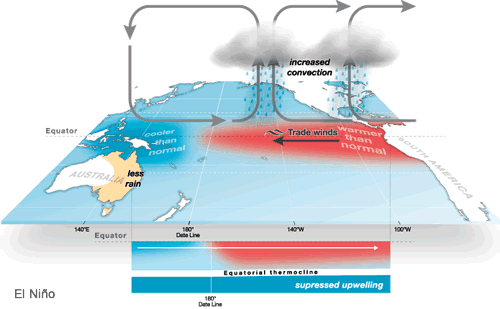 increased
convection
Equator
Trade winds
cooler
than
normal
warmer
than
normal
AUSTRALIA
less
rain
SOUTH AMERICA
140°E
180°
Date Line
140°W
100°W
Equator
Equatorial thermocline
supressed upwelling
El Niño
180°
Date Line